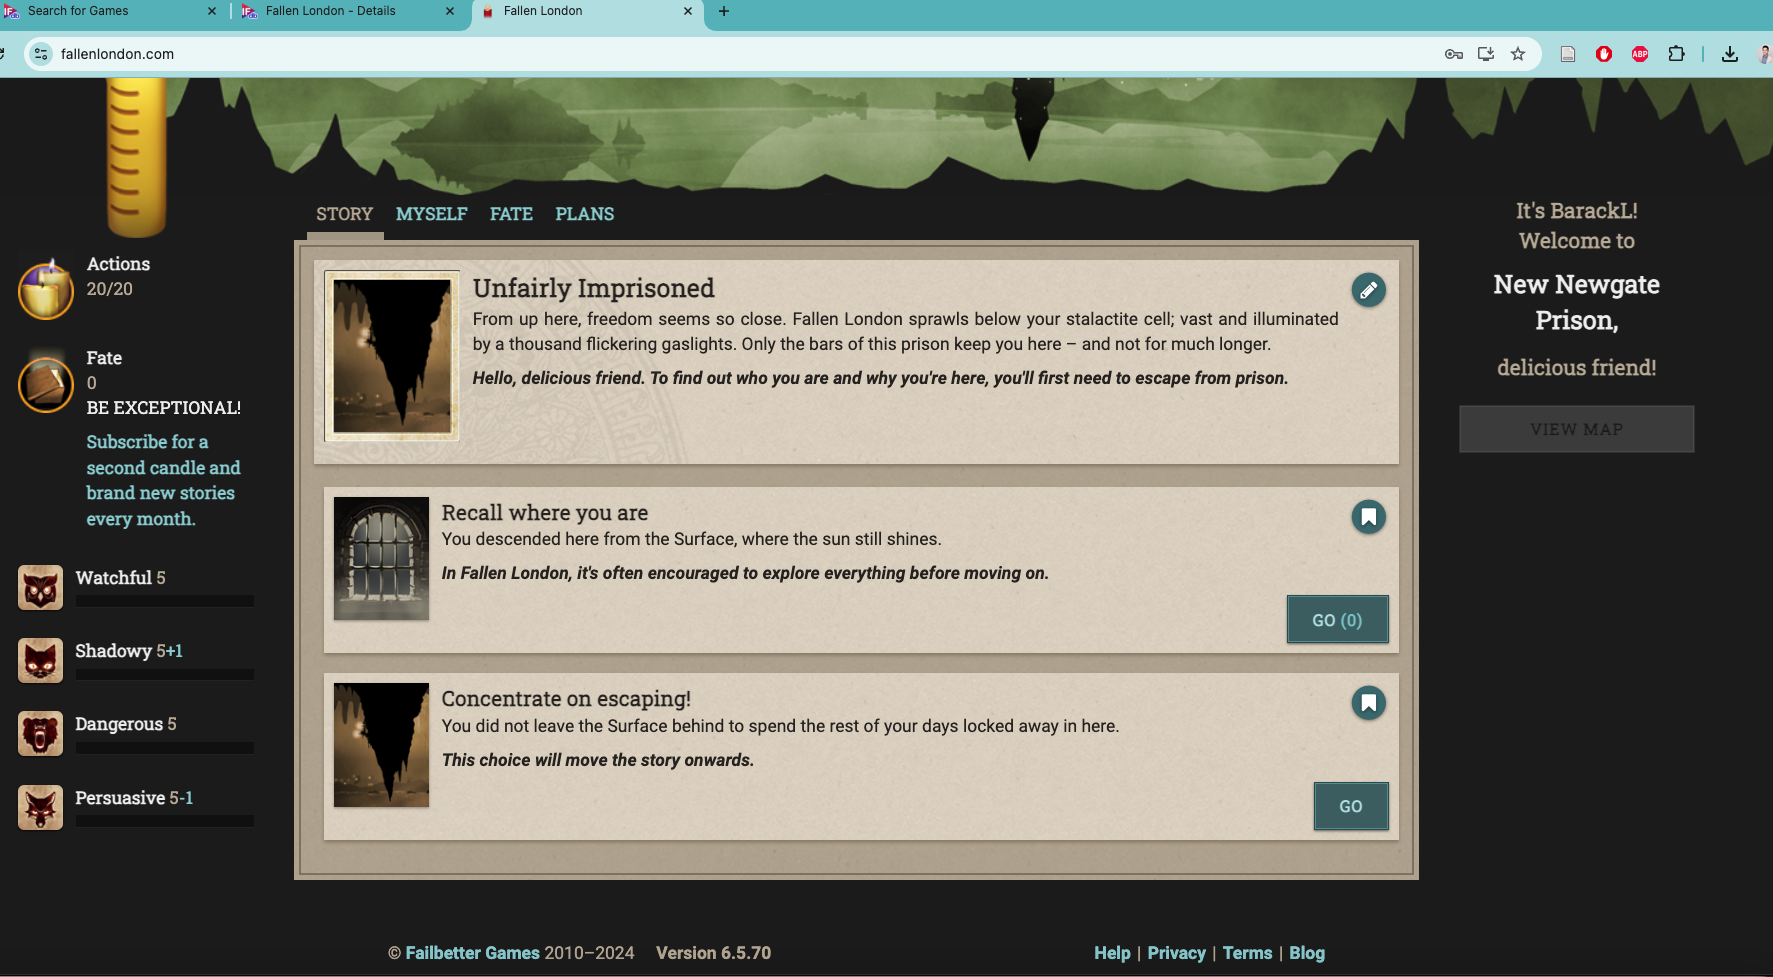 Search for Games
Fallen London - Details
Fallen London
fallenlondon.com
ABP
STORY
MYSELF
FATE
PLANS
Actions
20/20
Fate
0
BE EXCEPTIONAL!
Subscribe for a
second candle and
brand new stories
every month.
Watchful 5
Shadowy 5+1
Dangerous 5
Persuasive 5-1
Unfairly Imprisoned
From up here, freedom seems so close. Fallen London sprawls below your stalactite cell; vast and illuminated
by a thousand flickering gaslights. Only the bars of this prison keep you here – and not for much longer.
Hello, delicious friend. To find out who you are and why you're here, you'll first need to escape from prison.
Recall where you are
You descended here from the Surface, where the sun still shines.
In Fallen London, it's often encouraged to explore everything before moving on.
GO (0)
Concentrate on escaping!
You did not leave the Surface behind to spend the rest of your days locked away in here.
This choice will move the story onwards.
GO
It's BarackL!
Welcome to
New Newgate
Prison,
delicious friend!
VIEW MAP
© Failbetter Games 2010–2024 Version 6.5.70
Help | Privacy | Terms | Blog